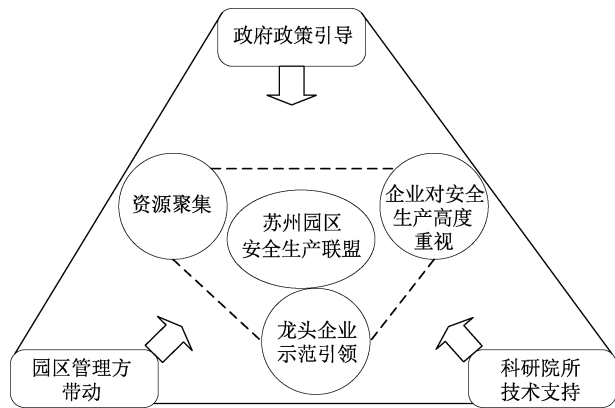 政府政策引导
资源聚集
企业对安全
生产高度
重视
苏州园区
安全生产联盟
龙头企业
示范引领
园区管理方
带动
科研院所
技术支持